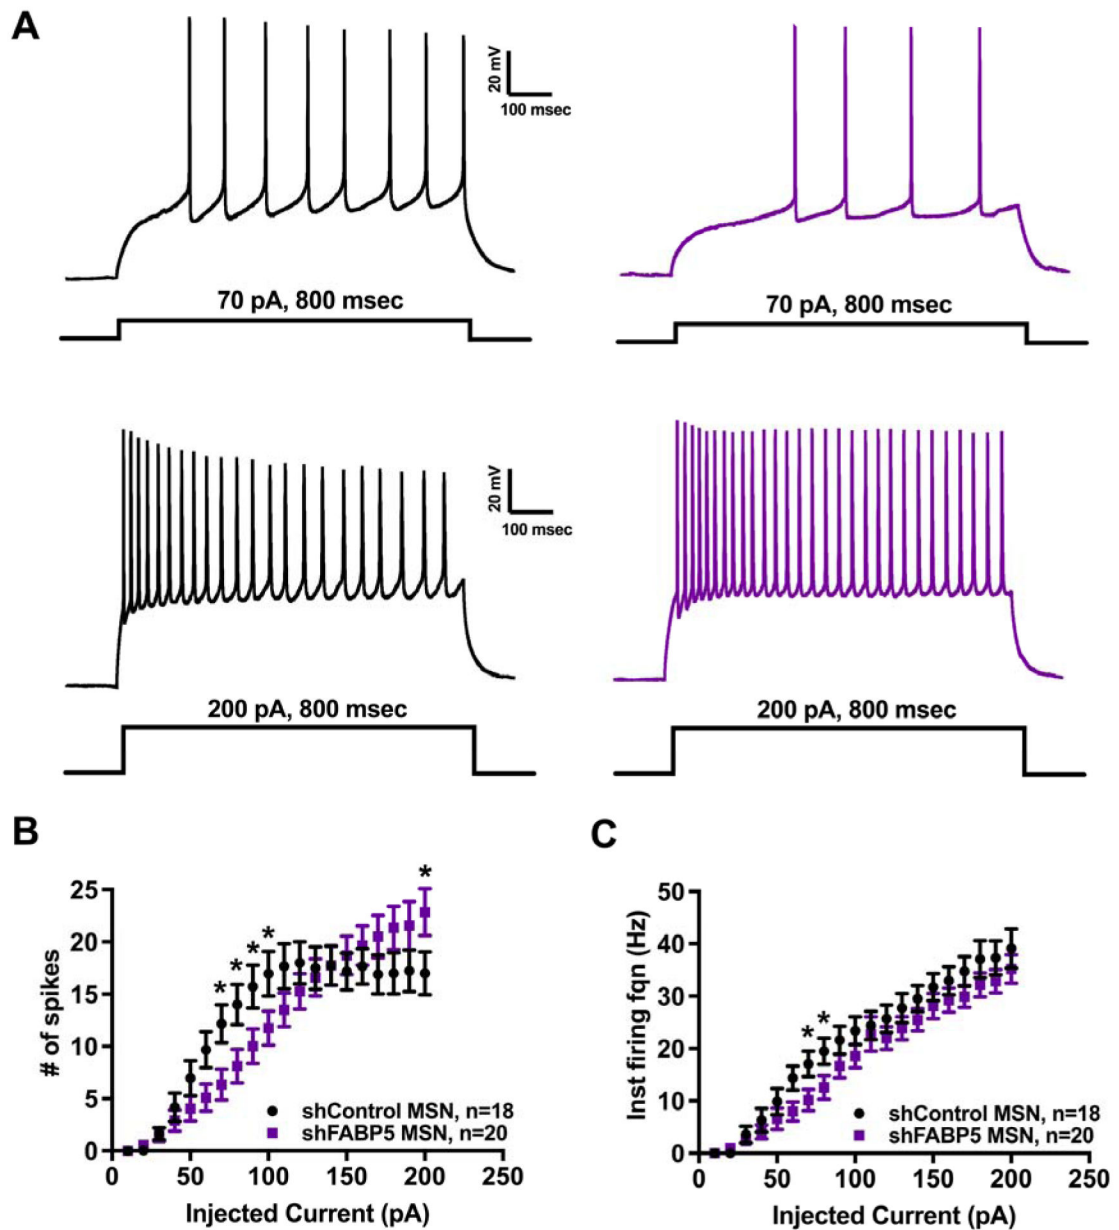 A
20 mV
100 msec
70 pA, 800 msec
70 pA, 800 msec
20 mV
100 msec
200 pA, 800 msec
200 pA, 800 msec
B
# of spikes
25
20
15
10
5
0
0
50
100
150
200
250
* * * * *
shControl MSN, n=18
shFABP5 MSN, n=20
Injected Current (pA)
C
Inst firing fqn (Hz)
50
40
30
20
10
0
0
50
100
150
200
250
* *
shControl MSN, n=18
shFABP5 MSN, n=20
Injected Current (pA)